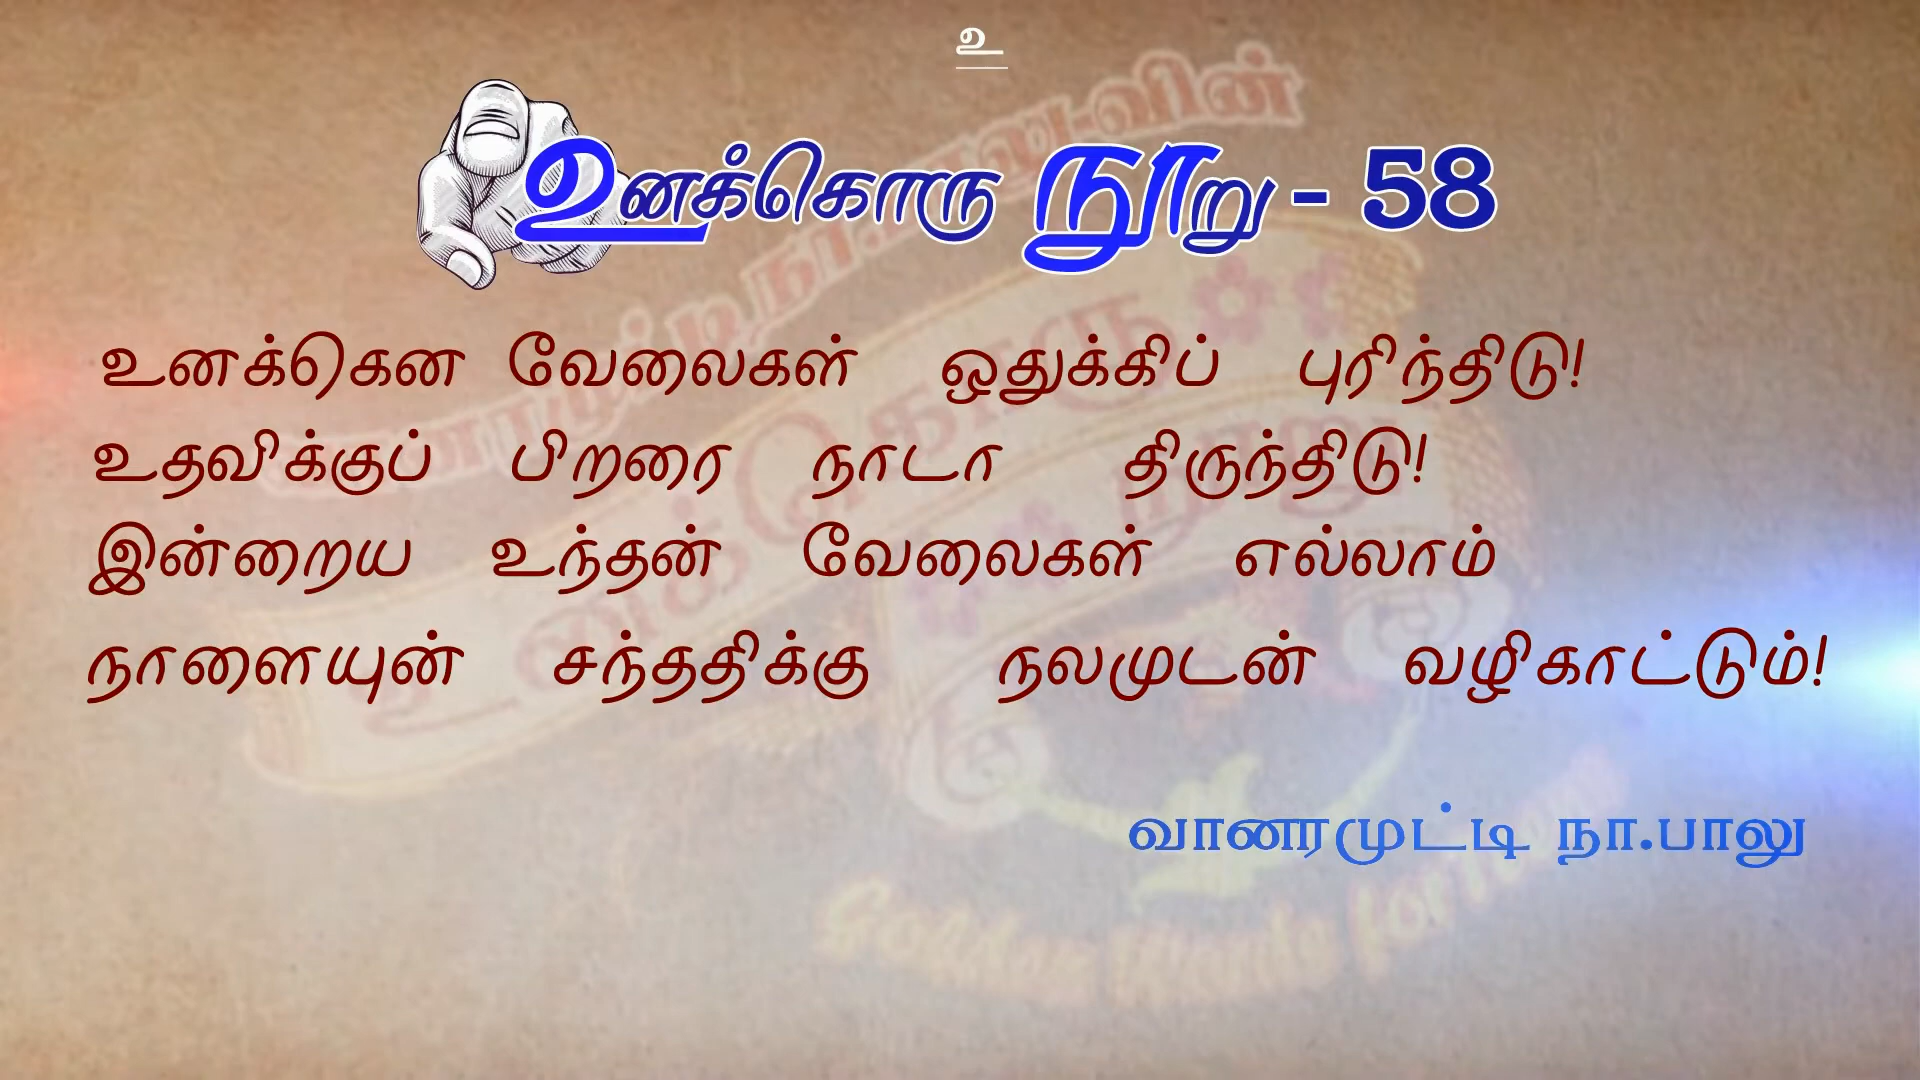 உ
உனக்கொரு நூறு - 58
உனக்கென வேலைகள் ஒதுக்கிப் புரிந்திடு!
உதவிக்குப் பிறரை நாடா திருந்திடு!
இன்றைய உந்தன் வேலைகள் எல்லாம்
நாளையுன் சந்ததிக்கு நலமுடன் வழிகாட்டும்!
வானரமுட்டி நா.பாலு